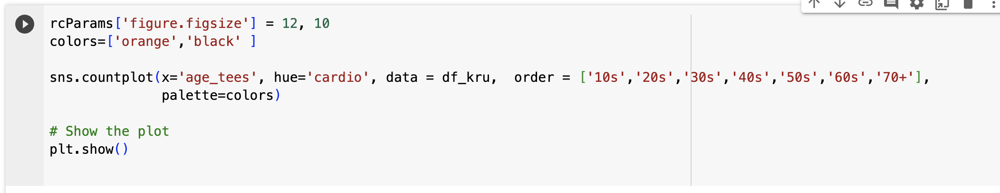 rcParams['figure.figsize'] = 12, 10
colors=['orange','black' ]
sns.countplot(x='age_tees', hue='cardio', data = df_kru,  order = ['10s','20s','30s','40s','50s','60s','70+'],
              palette=colors)
# Show the plot
plt.show()